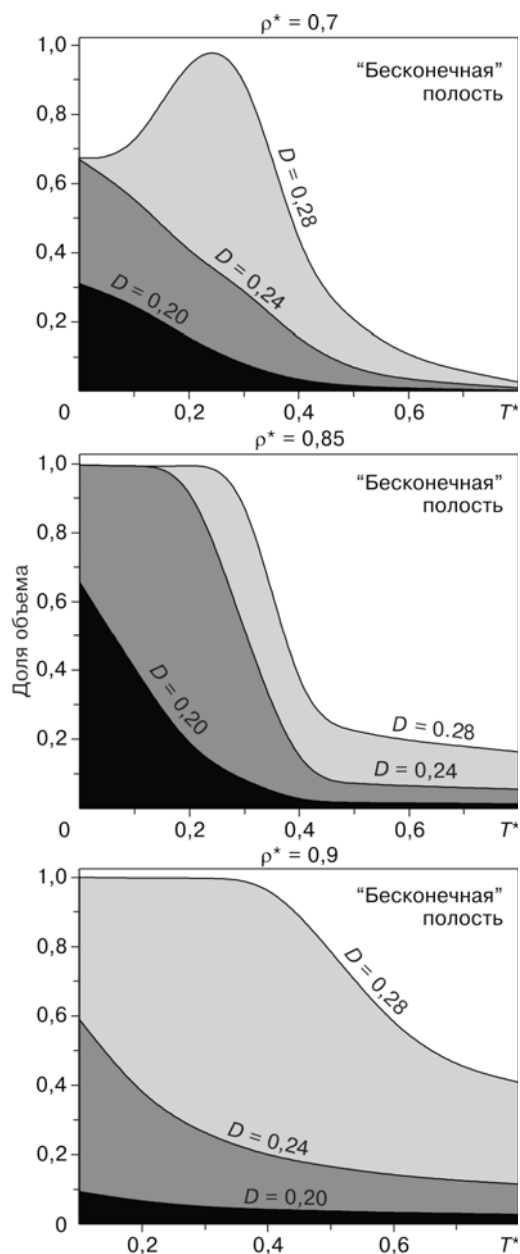 ρ* = 0,7
1,0
“Бесконечная”
полость
0,8
D = 0,28
0,6
0,4
D = 0,24
D = 0,20
0,2
0 0,2 0,4 0,6 T*
ρ* = 0,85
1,0
“Бесконечная”
полость
0,8
0,6
Доля объема
0,4
D = 0,20
D = 0.28
0,2
D = 0,24
0 0,2 0,4 0,6 T*
ρ* = 0,9
1,0
“Бесконечная”
полость
0,8
D = 0,28
0,6
0,4
0,2
D = 0,24
D = 0,20
0
0,2 0,4 0,6 T*